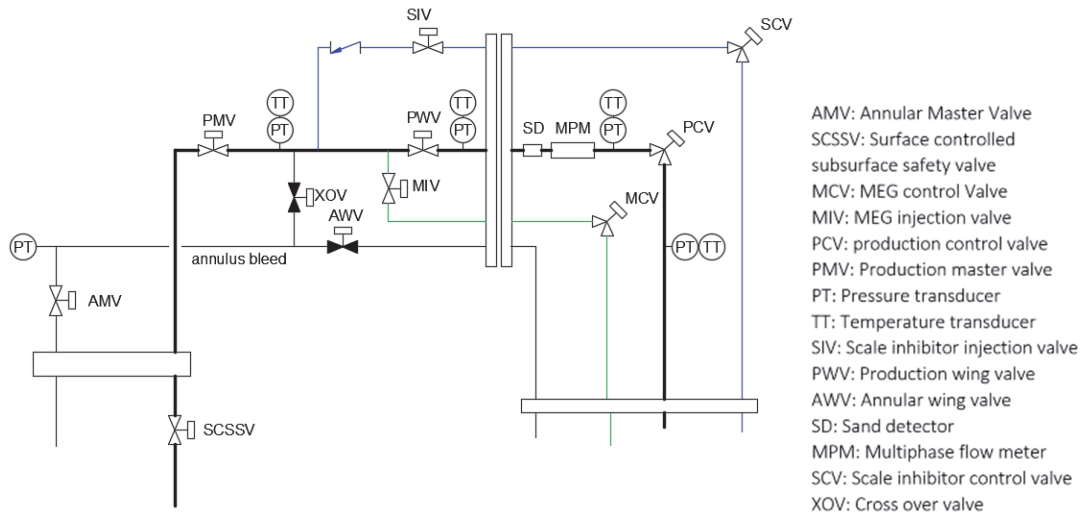 SIV
SCV
TT
TT
TT
PMV
PT
PWV
PT
SD
MPM
PT
PCV
XOV
MIV
MCV
AWV
PT
annulus bleed
PT
TT
AMV
SCSSV
AMV: Annular Master Valve
SCSSV: Surface controlled
subsurface safety valve
MCV: MEG control Valve
MIV: MEG injection valve
PCV: production control valve
PMV: Production master valve
PT: Pressure transducer
TT: Temperature transducer
SIV: Scale inhibitor injection valve
PWV: Production wing valve
AWV: Annular wing valve
SD: Sand detector
MPM: Multiphase flow meter
SCV: Scale inhibitor control valve
XOV: Cross over valve